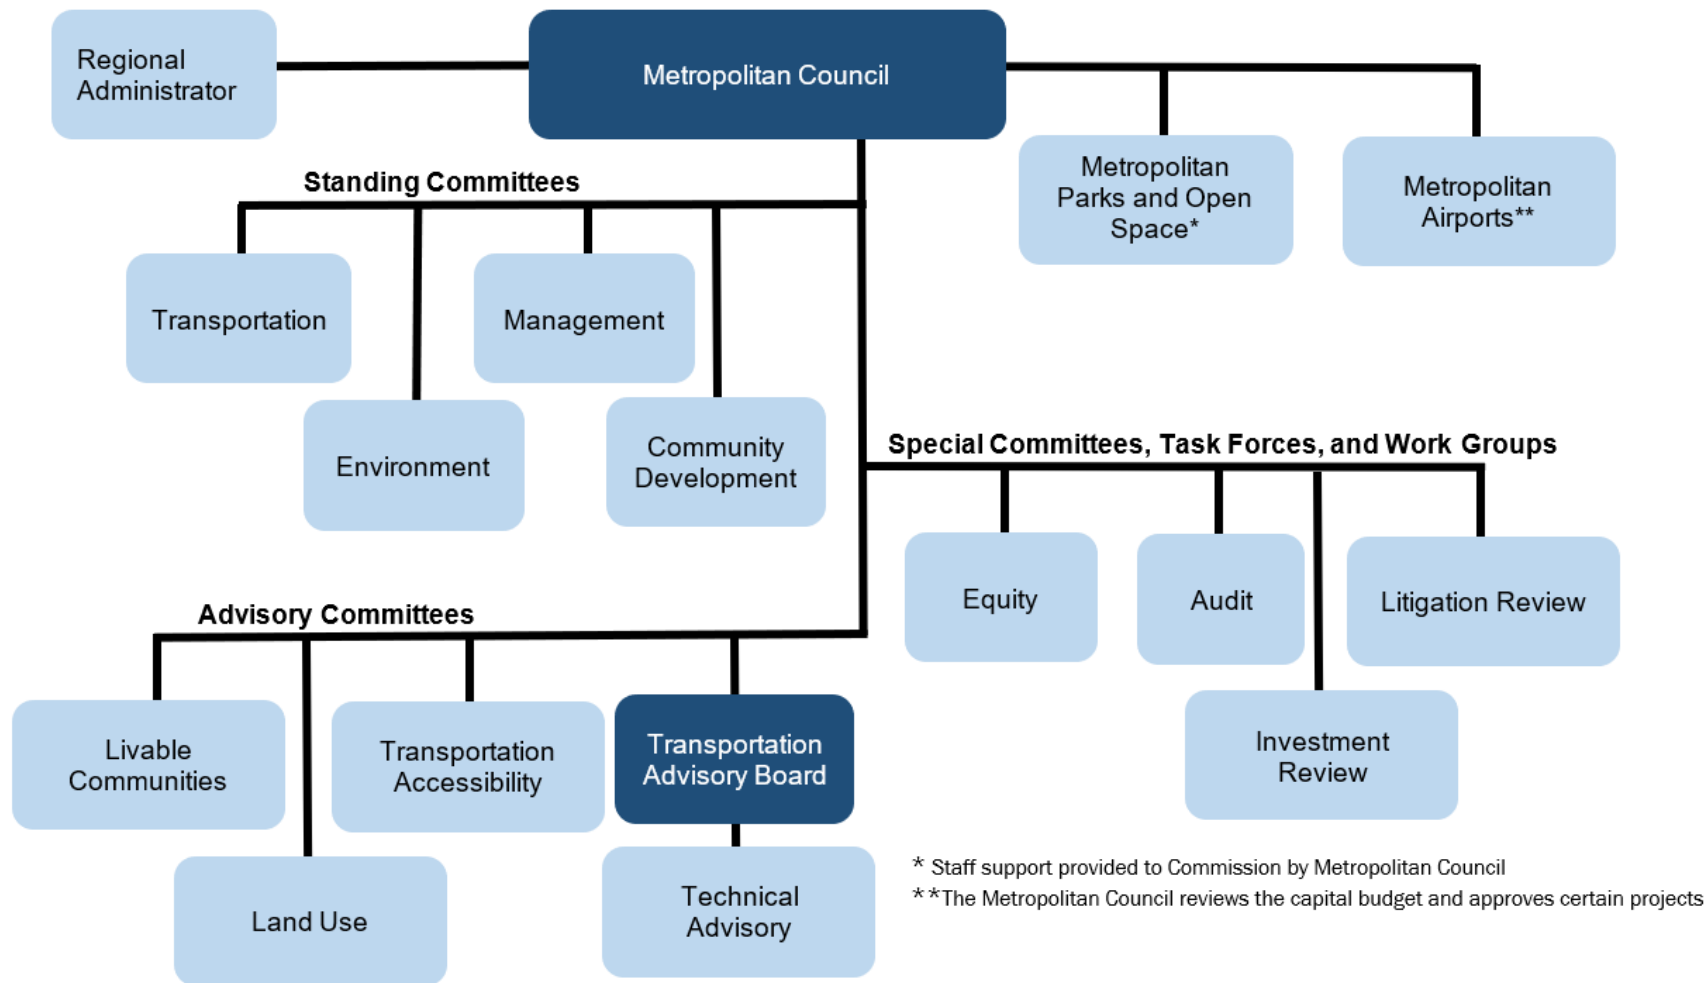 Regional
Administrator
Metropolitan Council
Metropolitan
Parks and Open
Space*
Metropolitan
Airports**
Standing Committees
Transportation
Management
Environment
Community
Development
Special Committees, Task Forces, and Work Groups
Equity
Audit
Litigation Review
Investment
Review
Advisory Committees
Livable
Communities
Transportation
Accessibility
Transportation
Advisory Board
Land Use
Technical
Advisory
* Staff support provided to Commission by Metropolitan Council
**The Metropolitan Council reviews the capital budget and approves certain projects